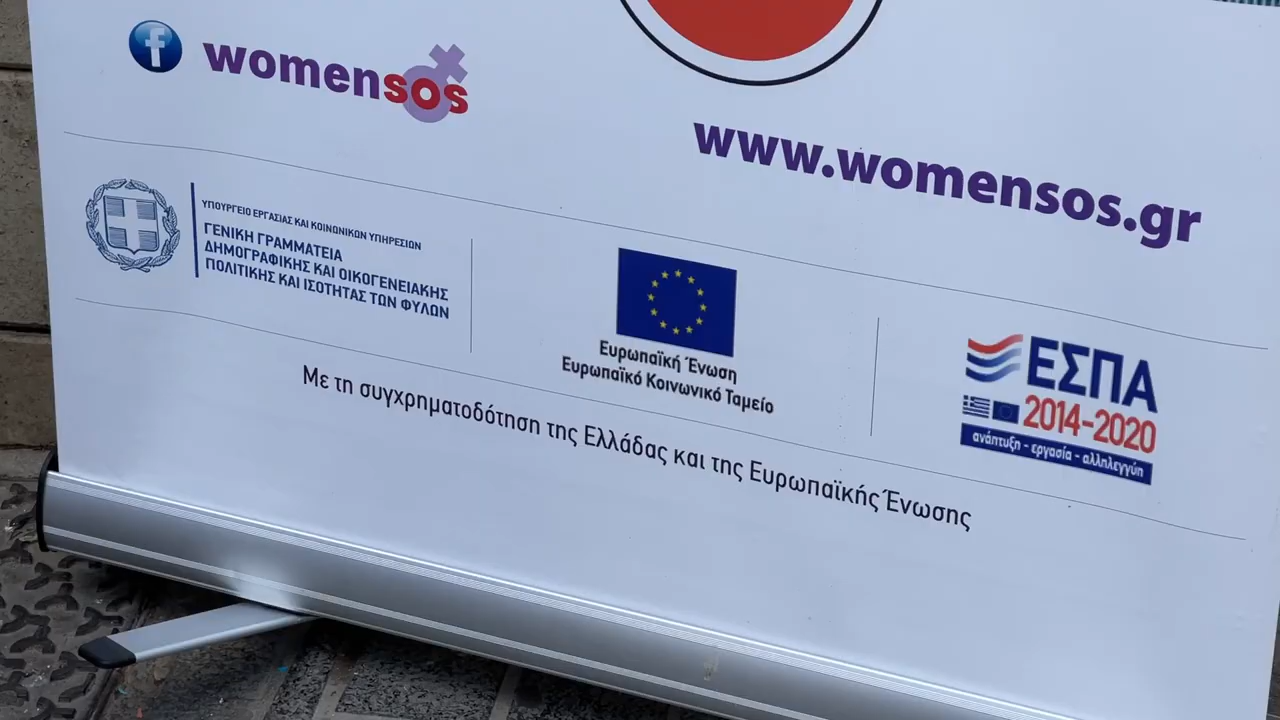 f womensos
www.womensos.gr
ΥΠΟΥΡΓΕΙΟ ΕΡΓΑΣΙΑΣ ΚΑΙ ΚΟΙΝΩΝΙΚΩΝ ΥΠΗΡΕΣΙΩΝ
ΓΕΝΙΚΗ ΓΡΑΜΜΑΤΕΙΑ
ΔΗΜΟΓΡΑΦΙΚΗΣ ΚΑΙ ΟΙΚΟΓΕΝΕΙΑΚΗΣ
ΠΟΛΙΤΙΚΗΣ ΚΑΙ ΙΣΟΤΗΤΑΣ ΤΩΝ ΦΥΛΩΝ
Ευρωπαϊκή Ένωση
Ευρωπαϊκό Κοινωνικό Ταμείο
ΕΣΠΑ
2014-2020
ανάπτυξη - εργασία - αλληλεγγύη
Με τη συγχρηματοδότηση της Ελλάδας και της Ευρωπαϊκής Ένωσης